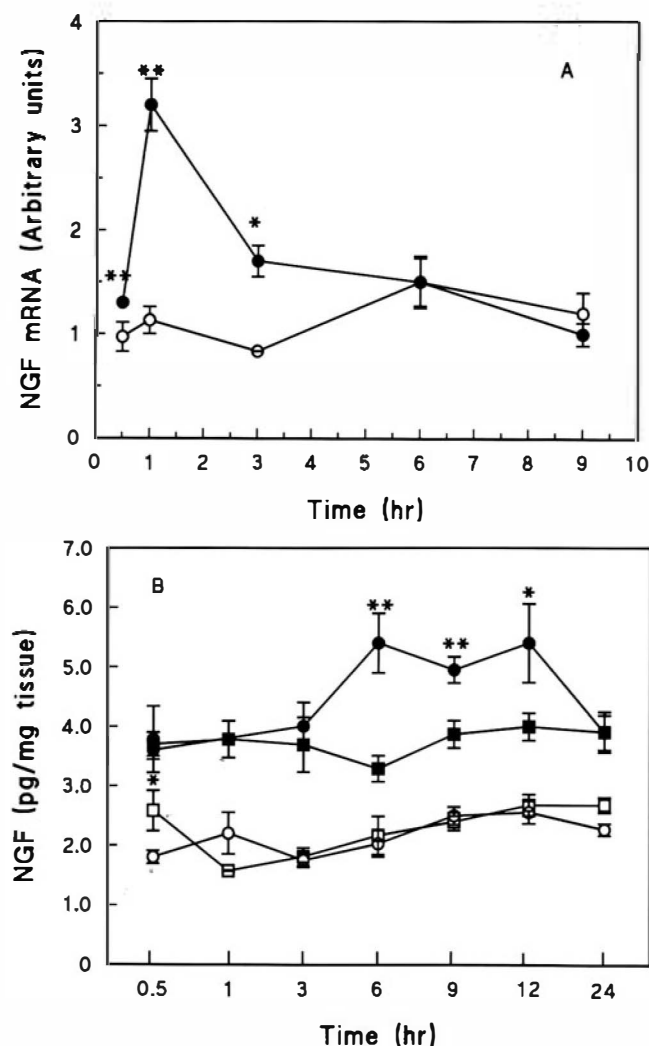 4
3
2
1
0
NGF mRNA (Arbitrary units)
A
**
**
*
0 1 2 3 4 5 6 7 8 9 10
Time (hr)
7.0
6.0
5.0
4.0
3.0
2.0
1.0
NGF (pg/mg tissue)
B
**
**
*
*
0.5 1 3 6 9 12 24
Time (hr)